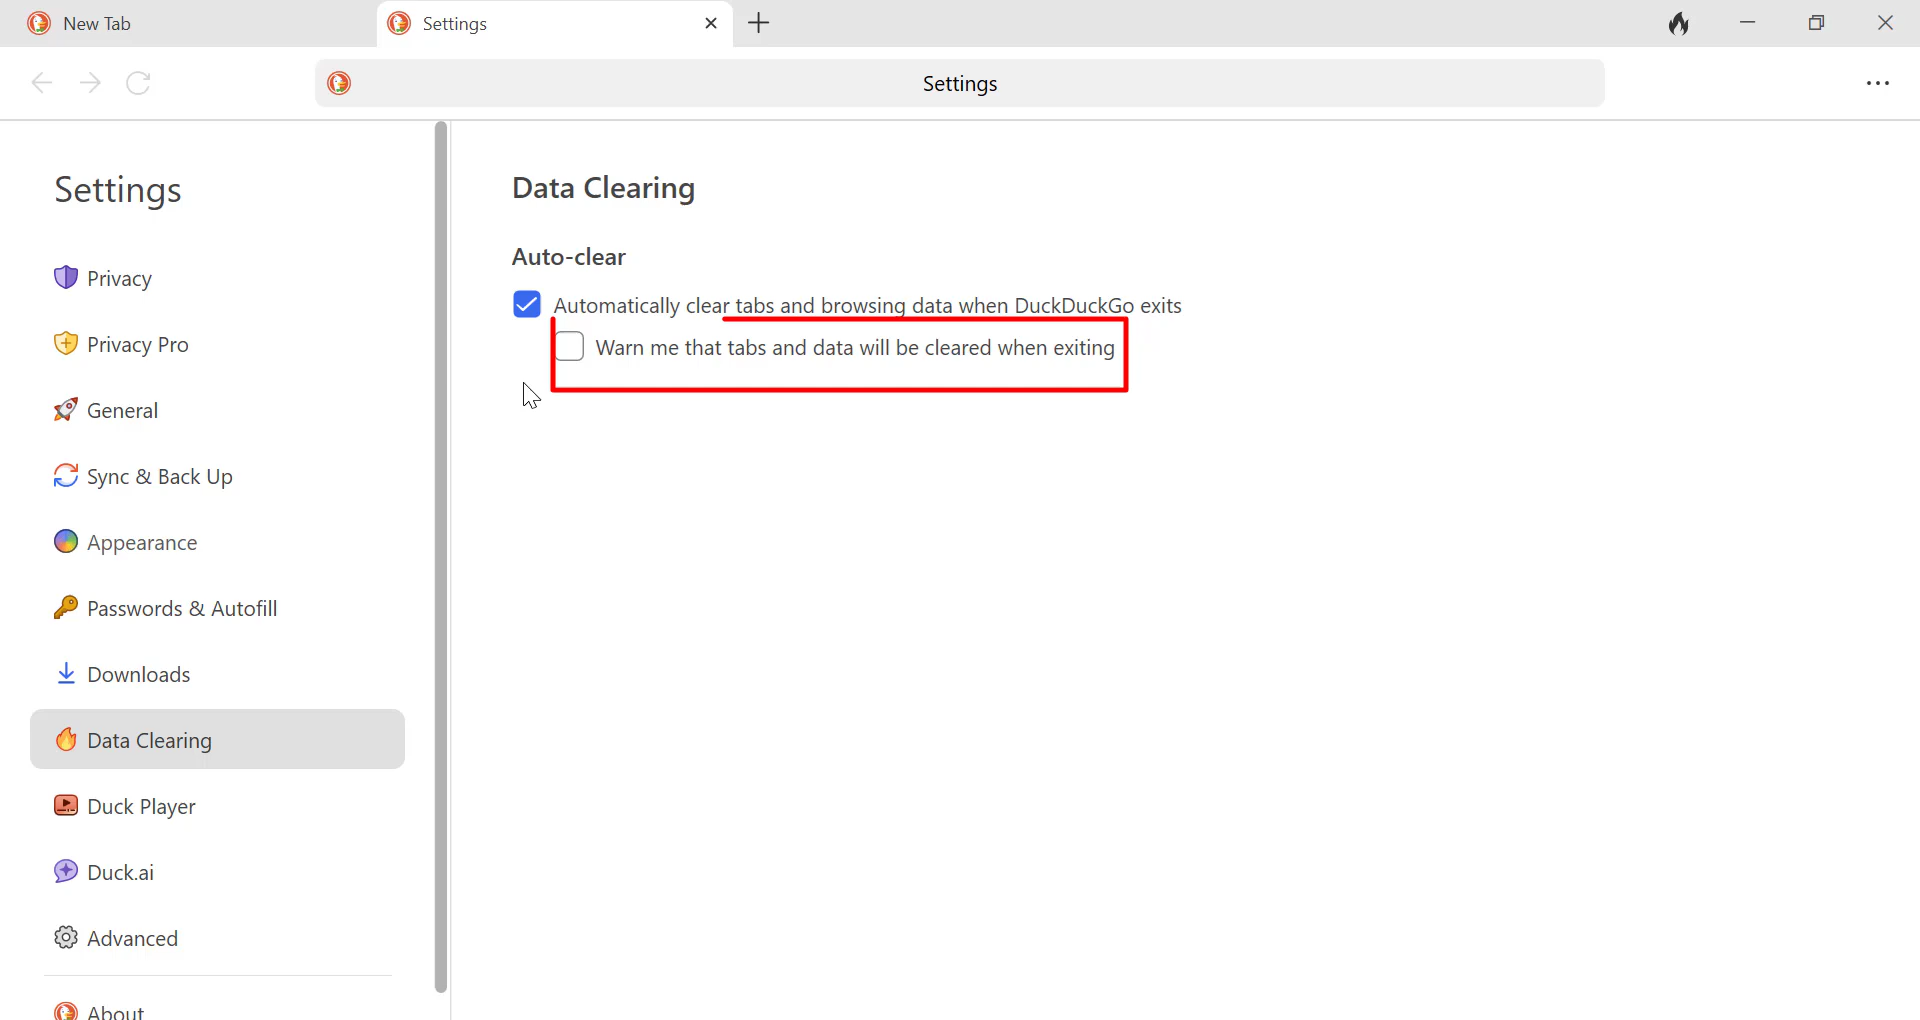 New Tab
Settings
Settings
Settings
Privacy
Privacy Pro
General
Sync & Back Up
Appearance
Passwords & Autofill
Downloads
Data Clearing
Duck Player
Duck.ai
Advanced
About
Data Clearing
Auto-clear
Automatically clear tabs and browsing data when DuckDuckGo exits
Warn me that tabs and data will be cleared when exiting